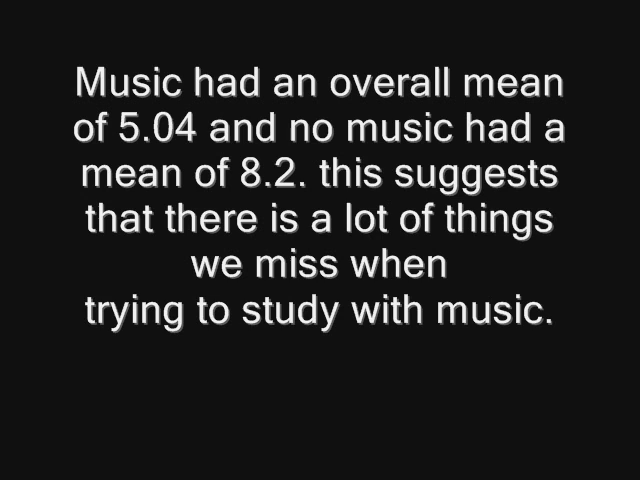 Music had an overall mean
of 5.04 and no music had a
mean of 8.2. this suggests
that there is a lot of things
we miss when
trying to study with music.